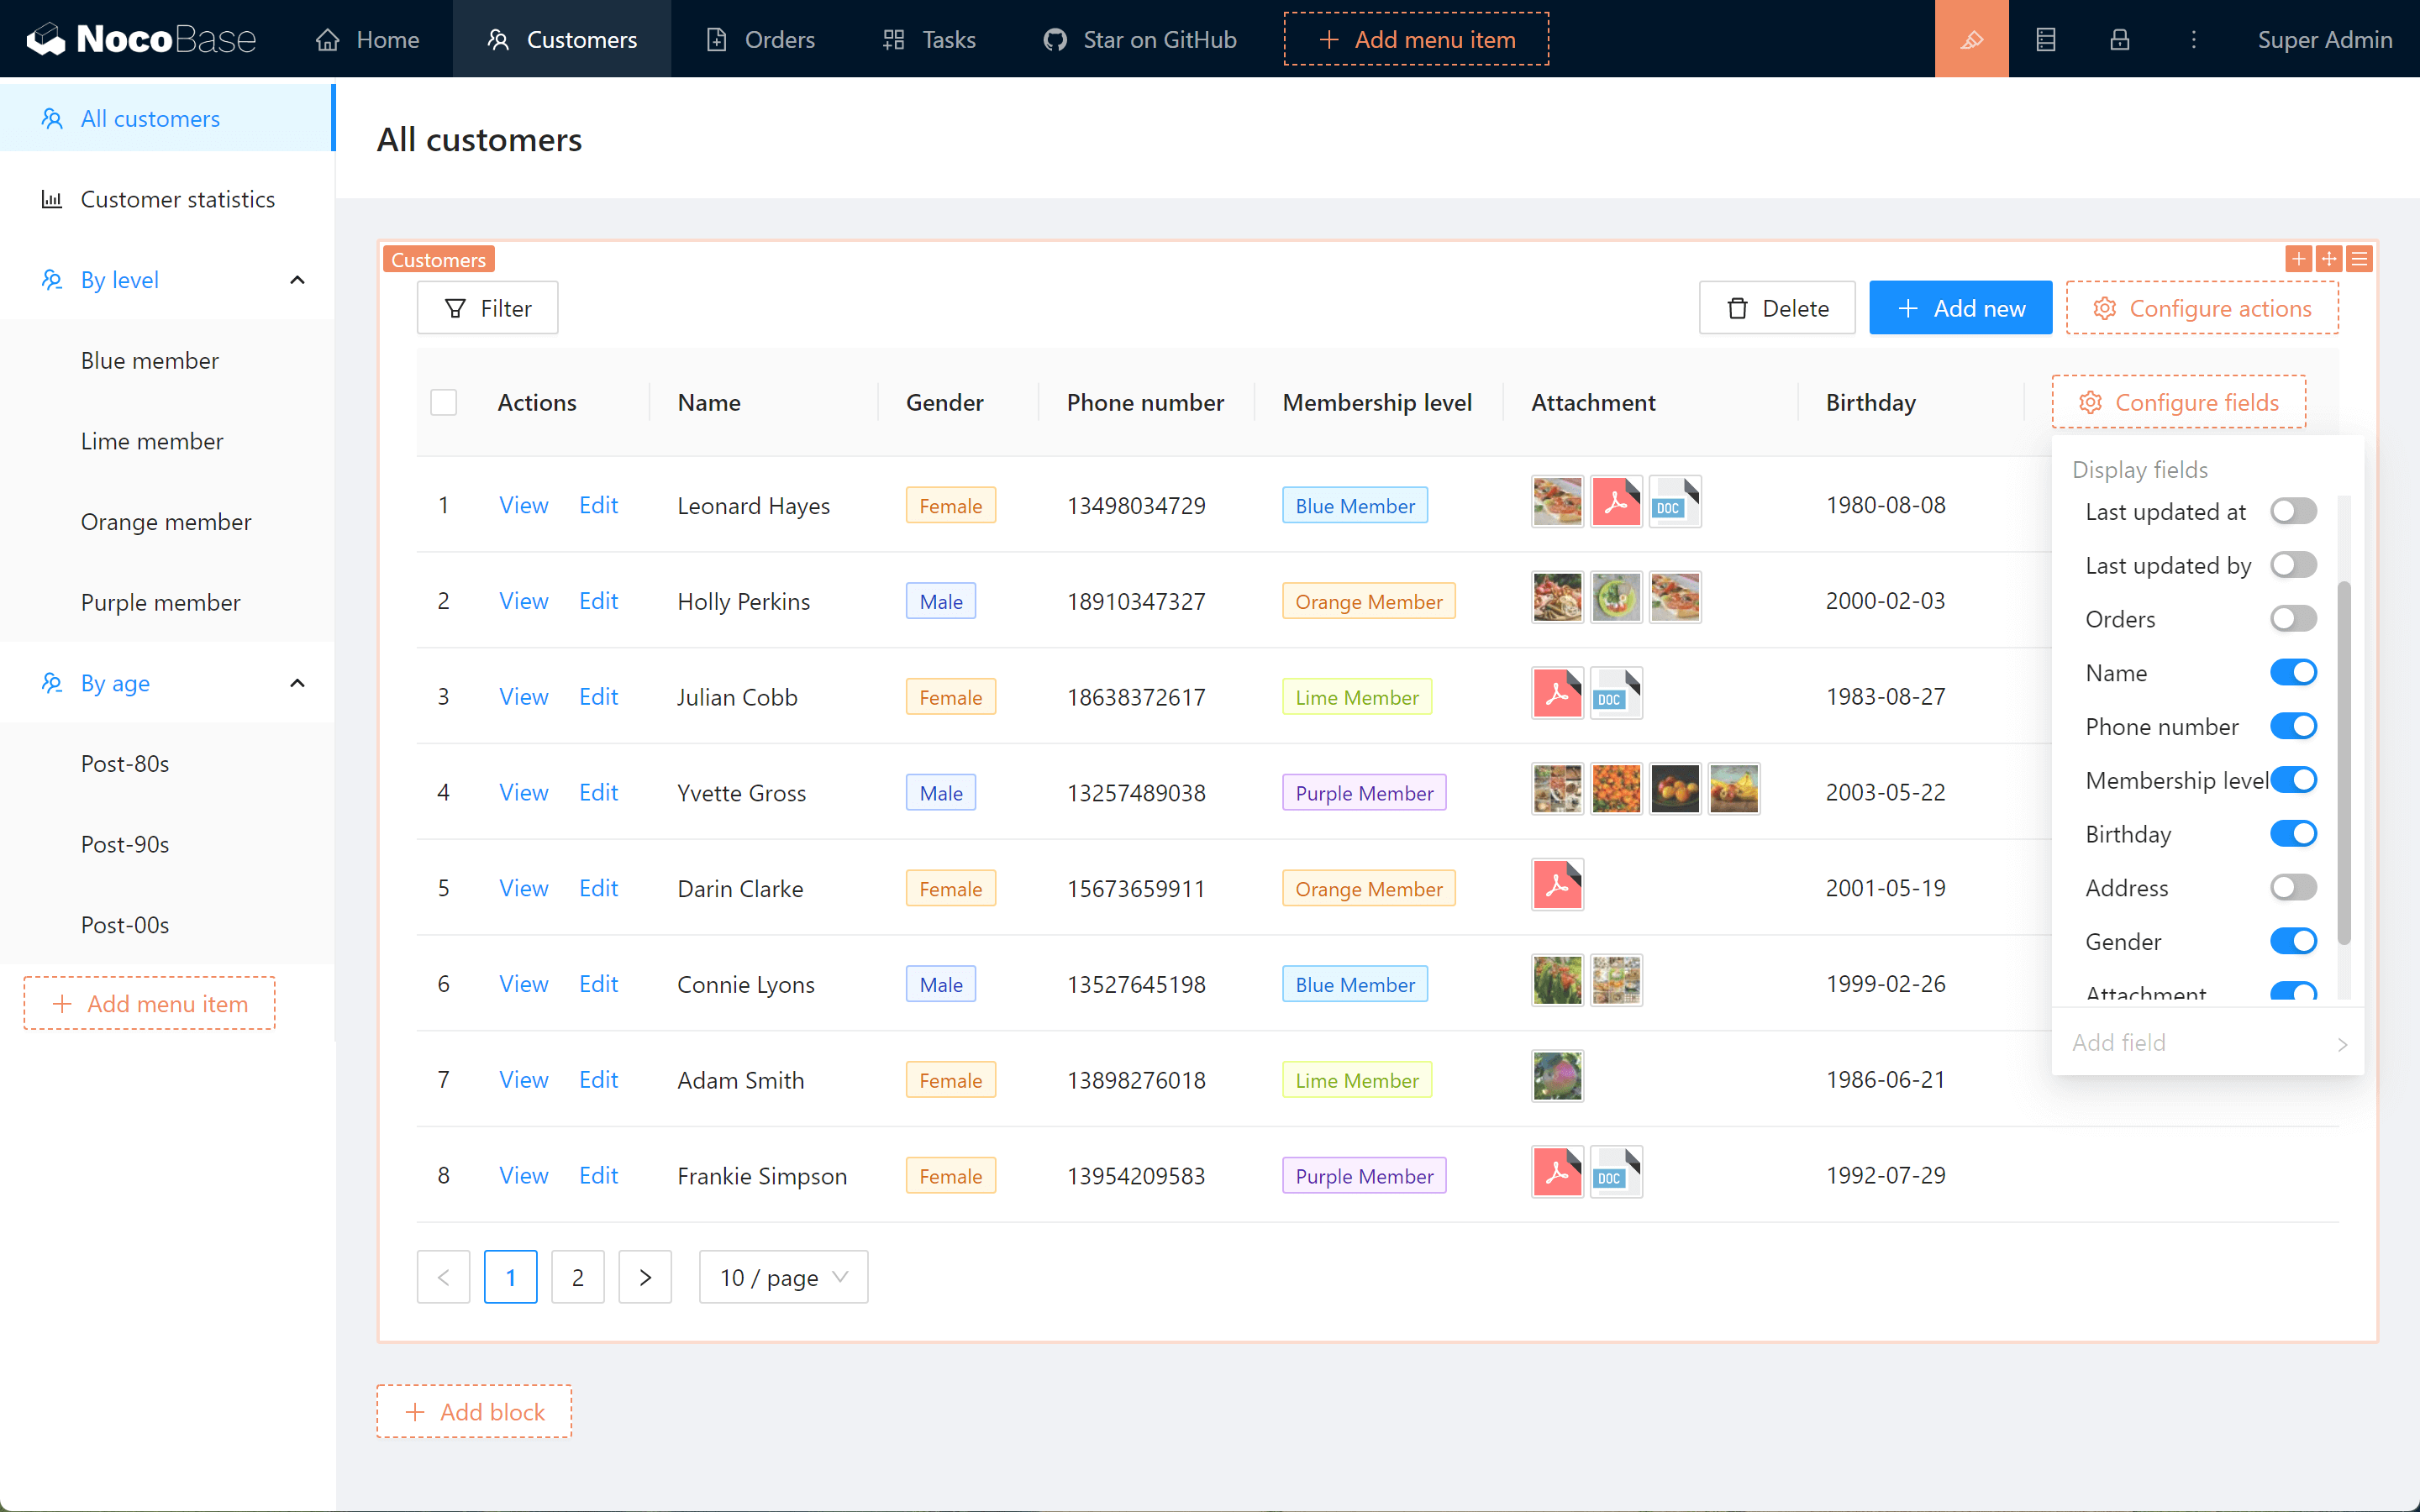 NocoBase
Home
Customers
Orders
Tasks
Star on GitHub
Add menu item
Super Admin
All customers
Customer statistics
By level
Blue member
Lime member
Orange member
Purple member
By age
Post-80s
Post-90s
Post-00s
Add menu item
All customers
Customers
Filter
Delete
Add new
Configure actions
Actions Name Gender Phone number Membership level Attachment Birthday Configure fields
1 View Edit Leonard Hayes Female 13498034729 Blue Member DOC 1980-08-08
2 View Edit Holly Perkins Male 18910347327 Orange Member 2000-02-03
3 View Edit Julian Cobb Female 18638372617 Lime Member DOC 1983-08-27
4 View Edit Yvette Gross Male 13257489038 Purple Member 2003-05-22
5 View Edit Darin Clarke Female 15673659911 Orange Member 2001-05-19
6 View Edit Connie Lyons Male 13527645198 Blue Member 1999-02-26
7 View Edit Adam Smith Female 13898276018 Lime Member 1986-06-21
8 View Edit Frankie Simpson Female 13954209583 Purple Member DOC 1992-07-29
Display fields
Last updated at
Last updated by
Orders
Name
Phone number
Membership level
Birthday
Address
Gender
Attachment
Add field
1 2 10 / page
Add block